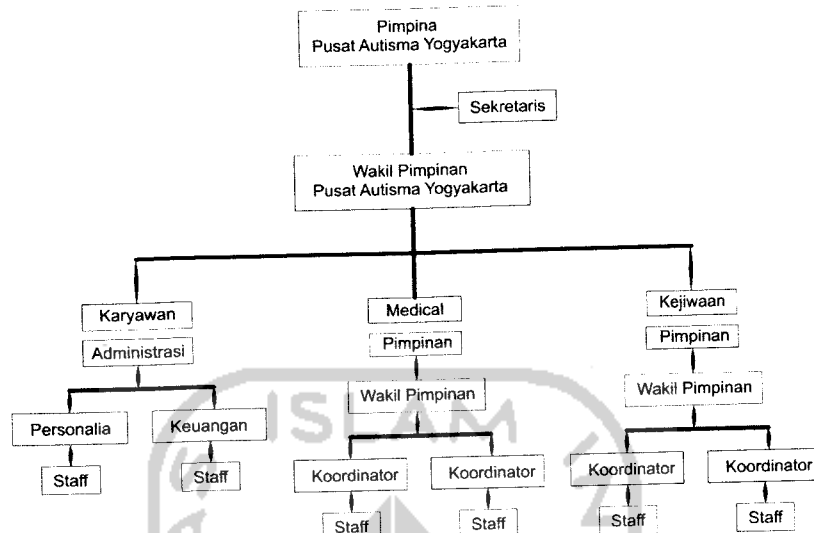 Pimpina
Pusat Autisma Yogyakarta
Sekretaris
Wakil Pimpinan
Pusat Autisma Yogyakarta
Karyawan
Medical
Kejiwaan
Administrasi
Pimpinan
Pimpinan
Wakil Pimpinan
Wakil Pimpinan
Personalia
Keuangan
Staff
Staff
Koordinator
Koordinator
Koordinator
Koordinator
Staff
Staff
Staff
Staff
ISLAM